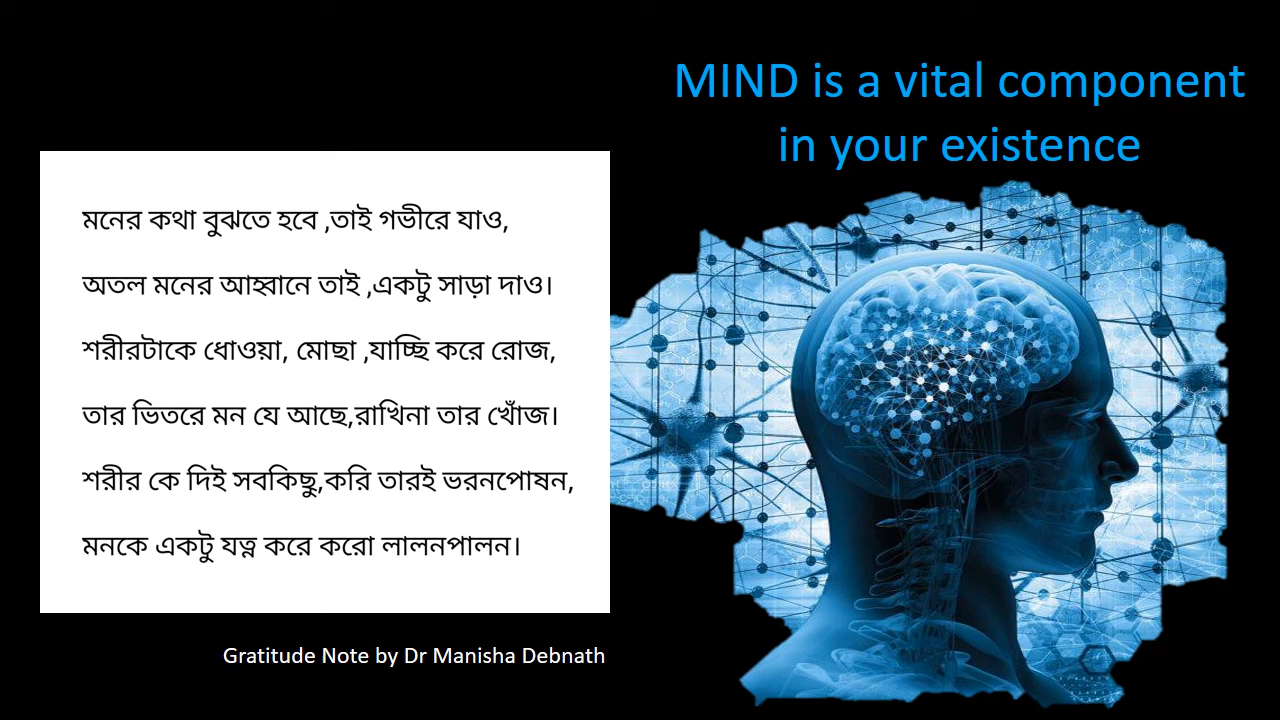 MIND is a vital component
in your existence
মনের কথা বুঝতে হবে ,তাই গভীরে যাও,
অতল মনের আহ্বানে তাই ,একটু সাড়া দাও।
শরীরটাকে ধোওয়া, মোছা ,যাচ্ছি করে রোজ,
তার ভিতরে মন যে আছে,রাখিনা তার খোঁজ।
শরীর কে দিই সবকিছু,করি তারই ভরনপোষন,
মনকে একটু যত্ন করে করো লালনপালন।
Gratitude Note by Dr Manisha Debnath